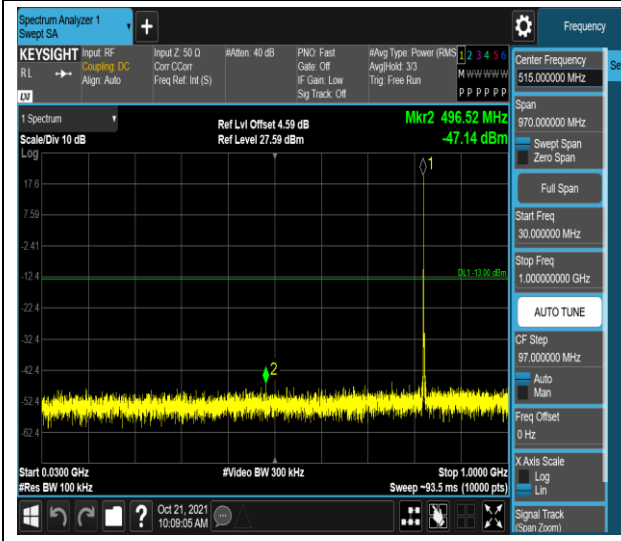 Spectrum Analyzer 1
Swept SA
+
Frequency
KEYSIGHT
RL
Input: RF
Coupling: DC
Align: Auto
Input Z: 50 Ω
Corr CCorr
Freq Ref: Int (S)
#Atten: 40 dB
PNO: Fast
Gate: Off
IF Gain: Low
Sig Track: Off
#Avg Type: Power (RMS
Avg|Hold: 3/3
Trig: Free Run
1 2 3 4 5 6
M W W W W W
P P P P P P
1 Spectrum
Scale/Div 10 dB
Ref Lvl Offset 4.59 dB
Ref Level 27.59 dBm
Mkr2 496.52 MHz
-47.14 dBm
Log
17.6
7.59
-2.41
-12.4
-22.4
-32.4
-42.4
-52.4
-62.4
1
DL1 -13.00 dBm
2
Start 0.0300 GHz
#Res BW 100 kHz
#Video BW 300 kHz
Stop 1.0000 GHz
Sweep ~93.5 ms (10000 pts)
?
Oct 21, 2021
10:09:05 AM
Center Frequency
515.000000 MHz
Se
Span
970.000000 MHz
Swept Span
Zero Span
Full Span
Start Freq
30.000000 MHz
Stop Freq
1.000000000 GHz
AUTO TUNE
CF Step
97.000000 MHz
Auto
Man
Freq Offset
0 Hz
X Axis Scale
Log
Lin
Signal Track
(Span Zoom)